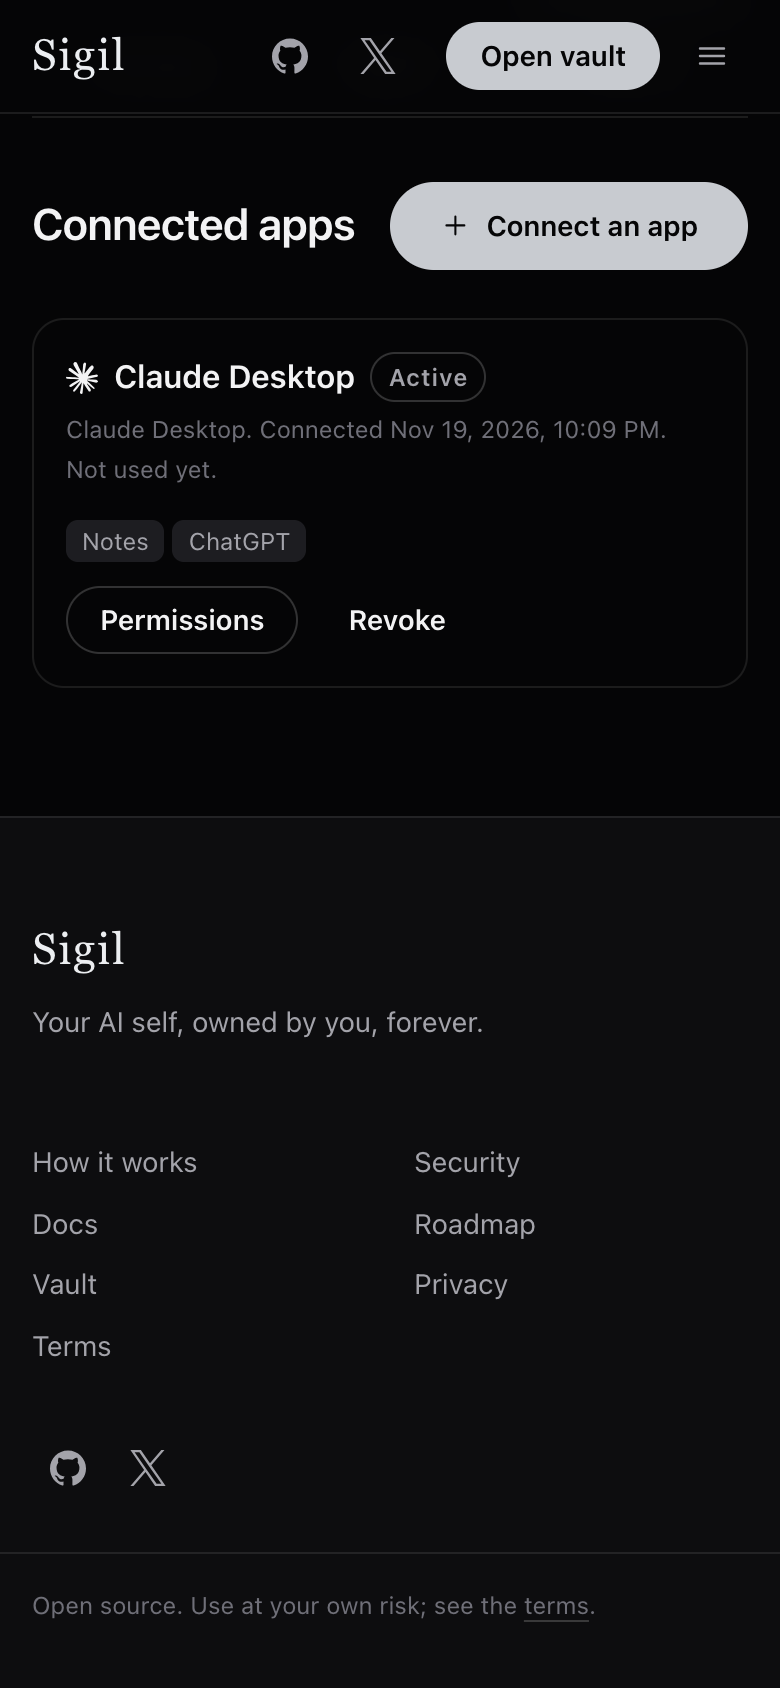 Sigil
Open vault
Connected apps
Connect an app
Claude Desktop
Active
Claude Desktop. Connected Nov 19, 2026, 10:09 PM.
Not used yet.
Notes
ChatGPT
Permissions
Revoke
Sigil
Your AI self, owned by you, forever.
How it works
Security
Docs
Roadmap
Vault
Privacy
Terms
Open source. Use at your own risk; see the terms.